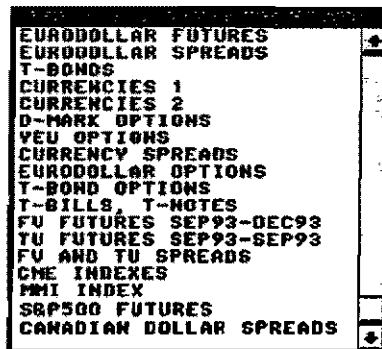 EURODOLLAR FUTURES
EURODOLLAR SPREADS
T-BONDS
CURRENCIES 1
CURRENCIES 2
D-MARK OPTIONS
YEN OPTIONS
CURRENCY SPREADS
EURODOLLAR OPTIONS
T-BOND OPTIONS
T-BILLS, T-NOTES
FV FUTURES SEP93-DEC93
TU FUTURES SEP93-SEP93
FV AND TU SPREADS
CME INDEXES
MMI INDEX
S&P500 FUTURES
CANADIAN DOLLAR SPREADS